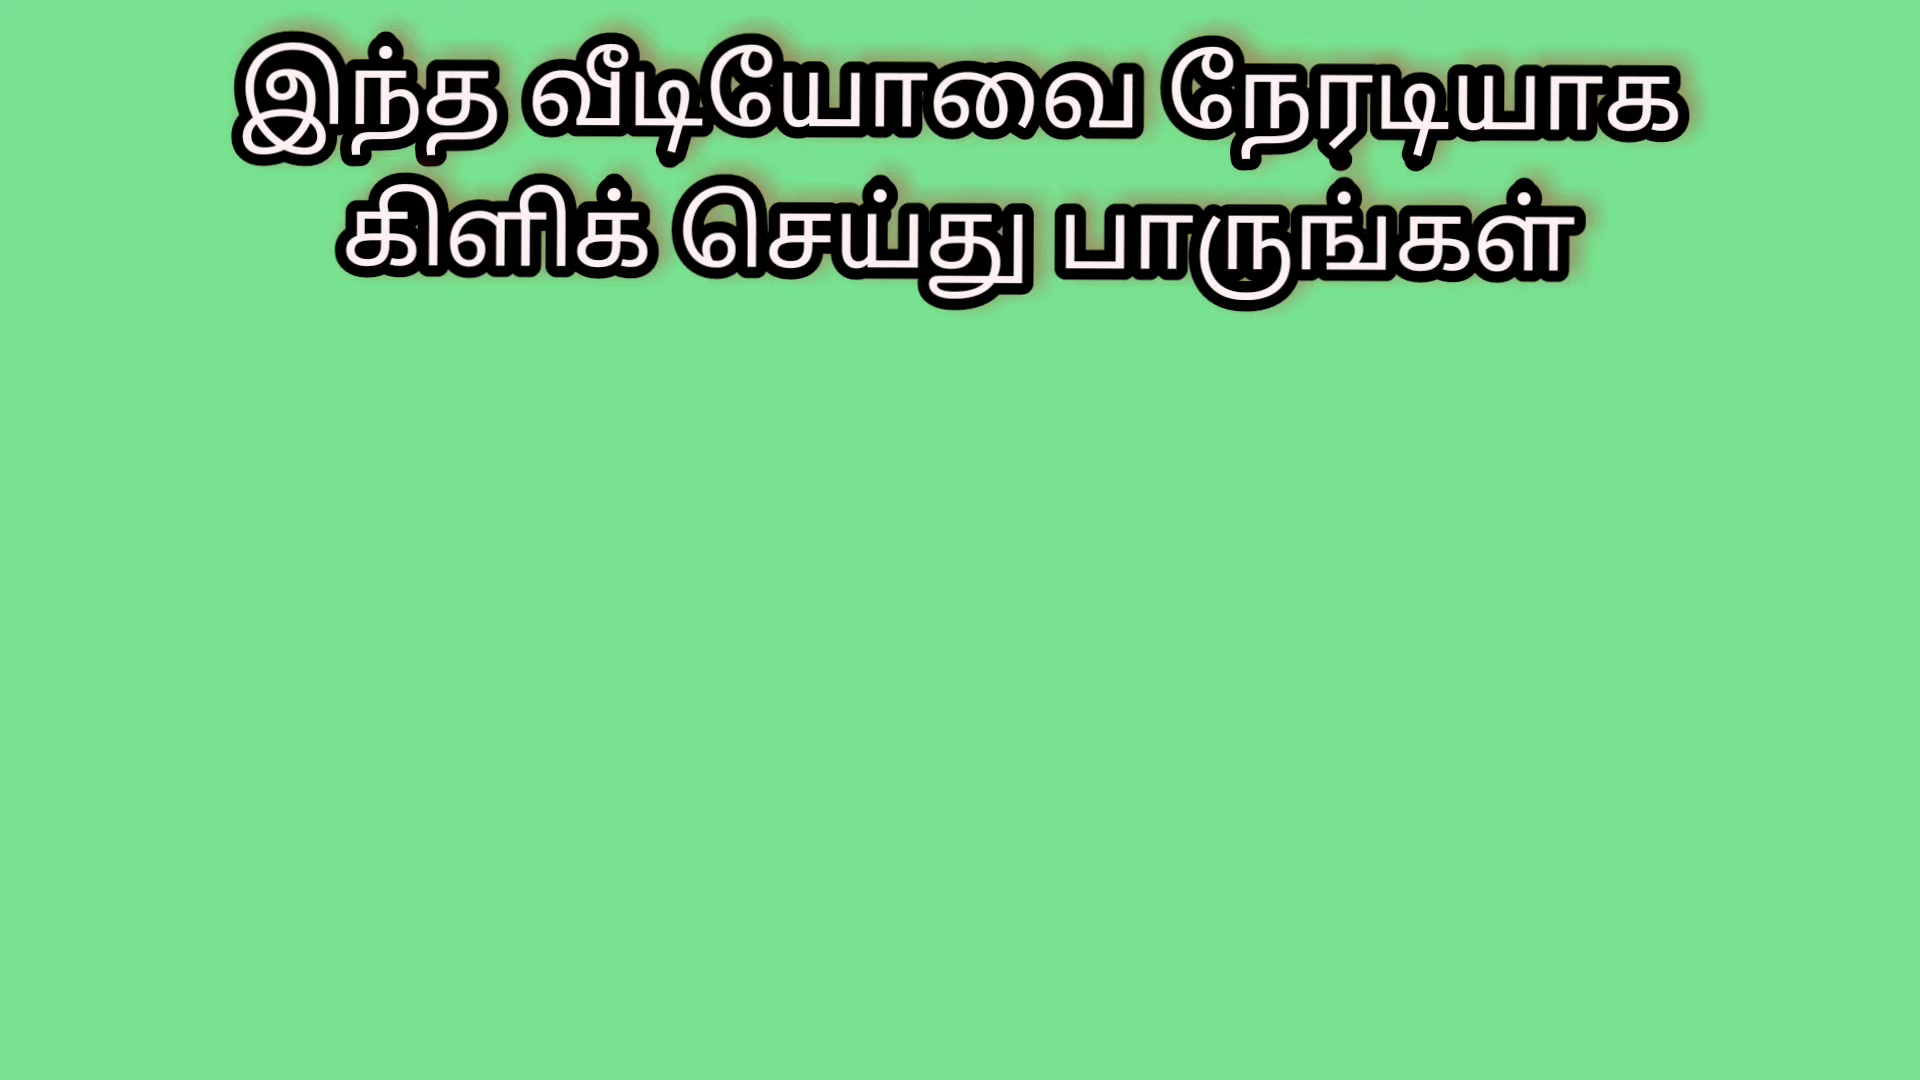 இந்த வீடியோவை நேரடியாக
கிளிக் செய்து பாருங்கள்